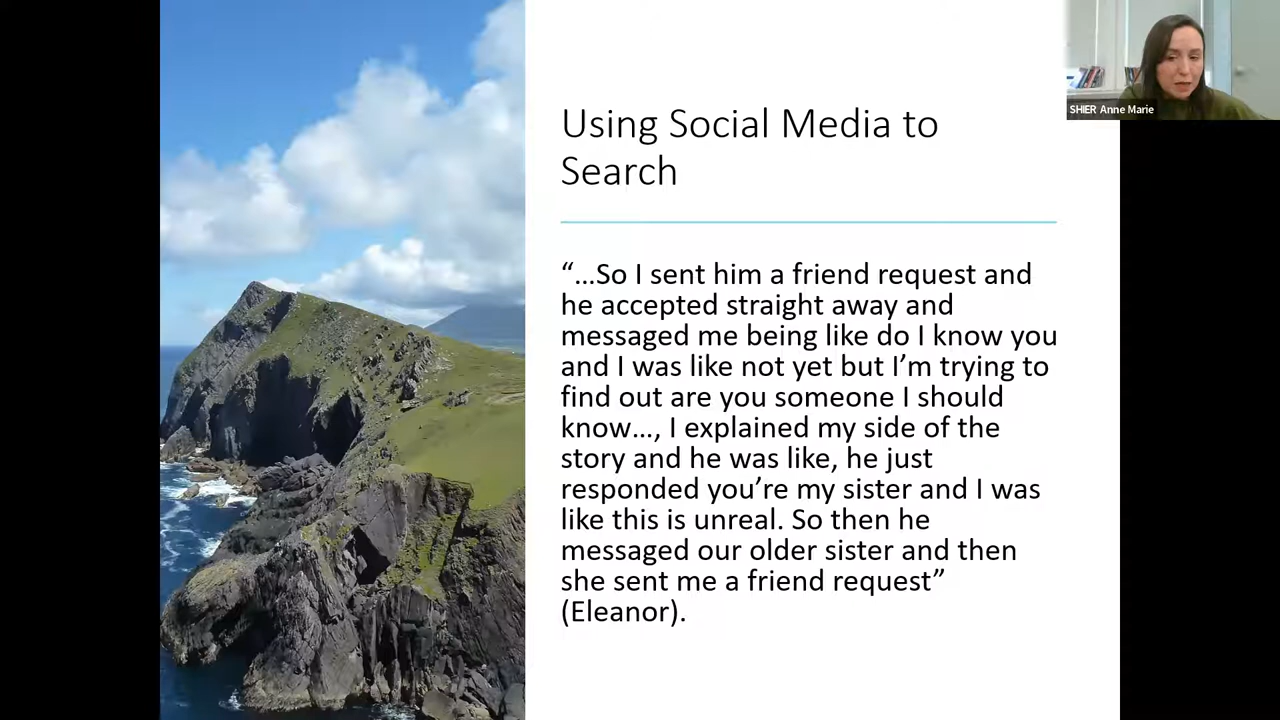 Using Social Media to
Search
“…So I sent him a friend request and
he accepted straight away and
messaged me being like do I know you
and I was like not yet but I’m trying to
find out are you someone I should
know…, I explained my side of the
story and he was like, he just
responded you’re my sister and I was
like this is unreal. So then he
messaged our older sister and then
she sent me a friend request”
(Eleanor).
SHIER Anne Marie